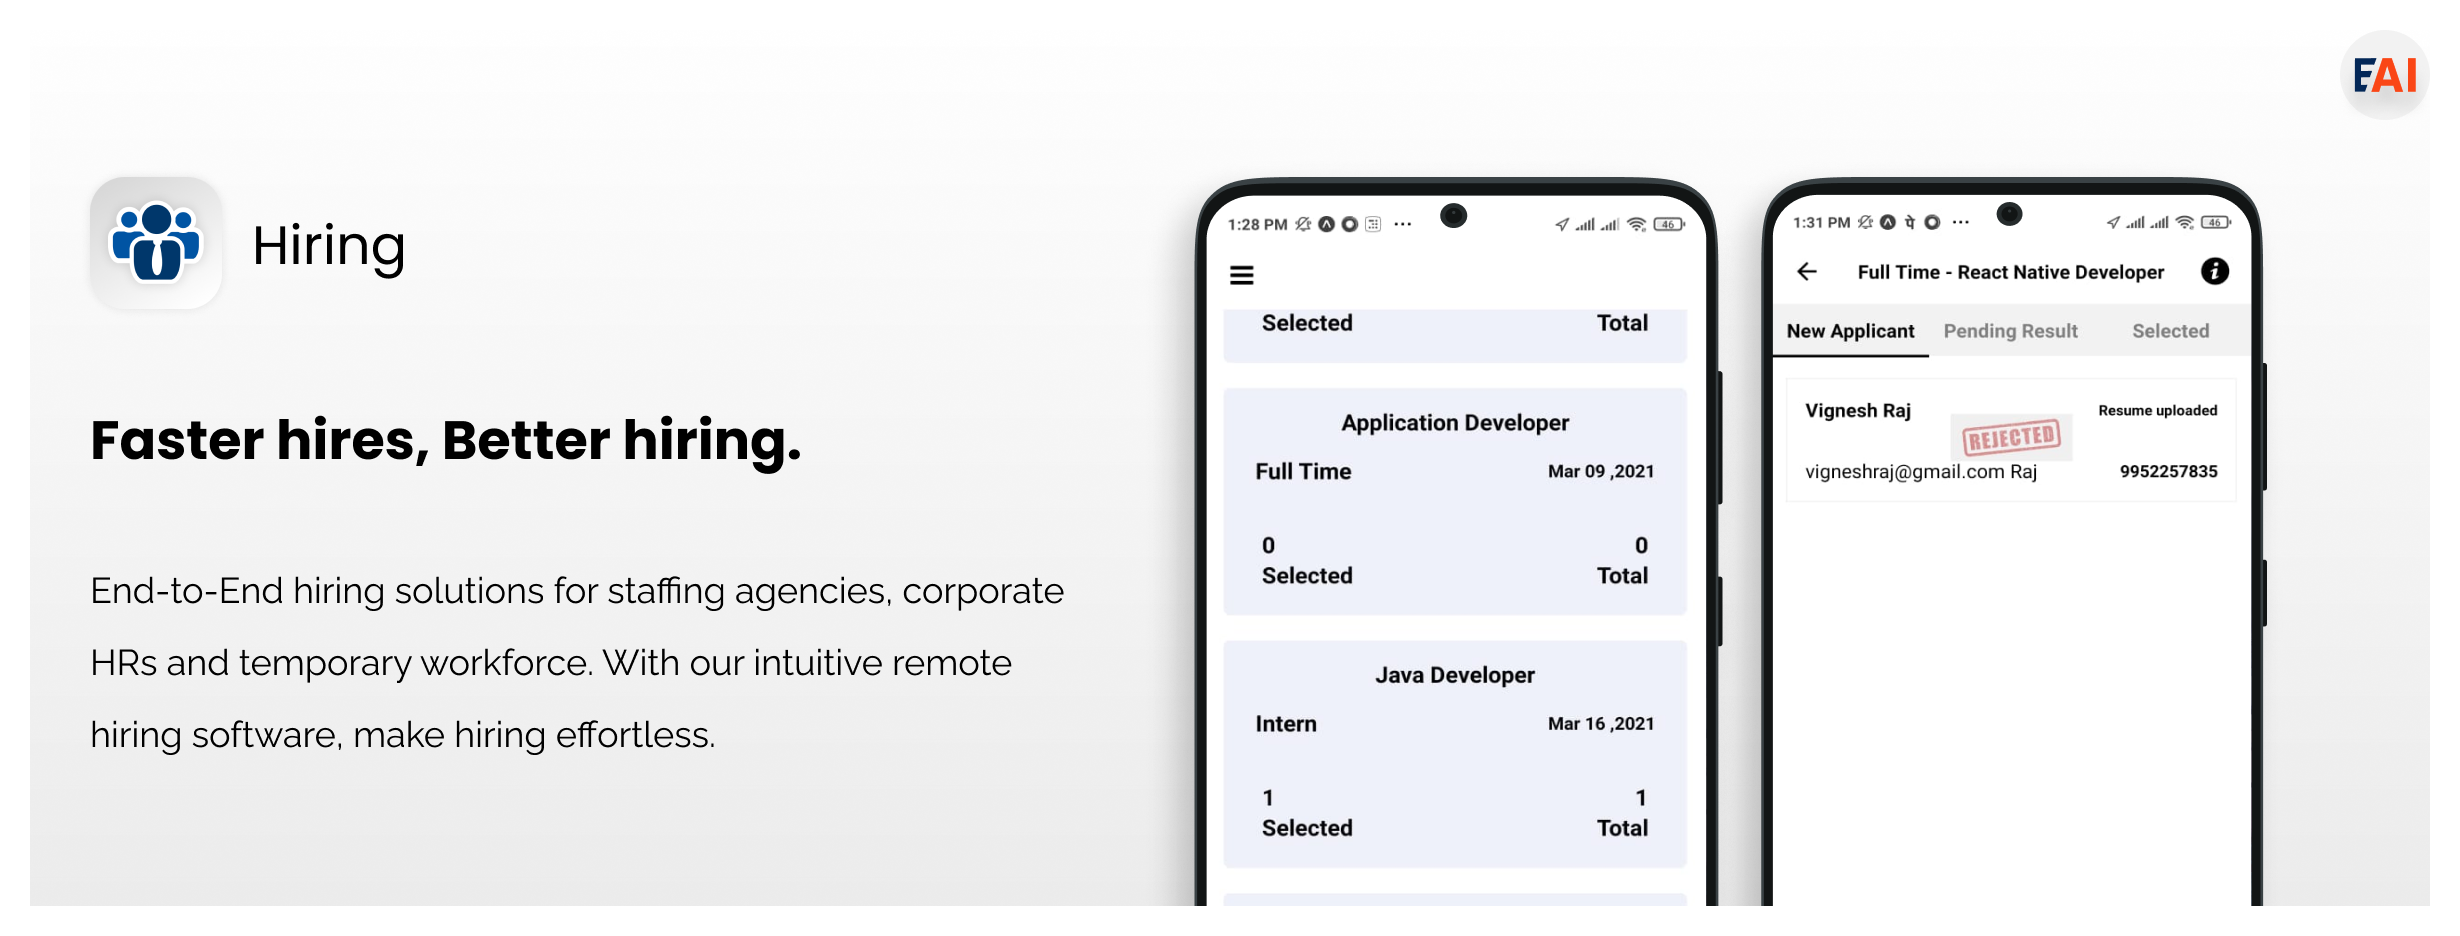 EAI
Hiring
Faster hires, Better hiring.
End-to-End hiring solutions for staffing agencies, corporate
HRs and temporary workforce. With our intuitive remote
hiring software, make hiring effortless.
1:28 PM
46
Selected Total
Application Developer
Full Time Mar 09 ,2021
0 0
Selected Total
Java Developer
Intern Mar 16 ,2021
1 1
Selected Total
1:31 PM पे
46
Full Time - React Native Developer
New Applicant Pending Result Selected
Vignesh Raj Resume uploaded
REJECTED
vigneshraj@gmail.com Raj 9952257835